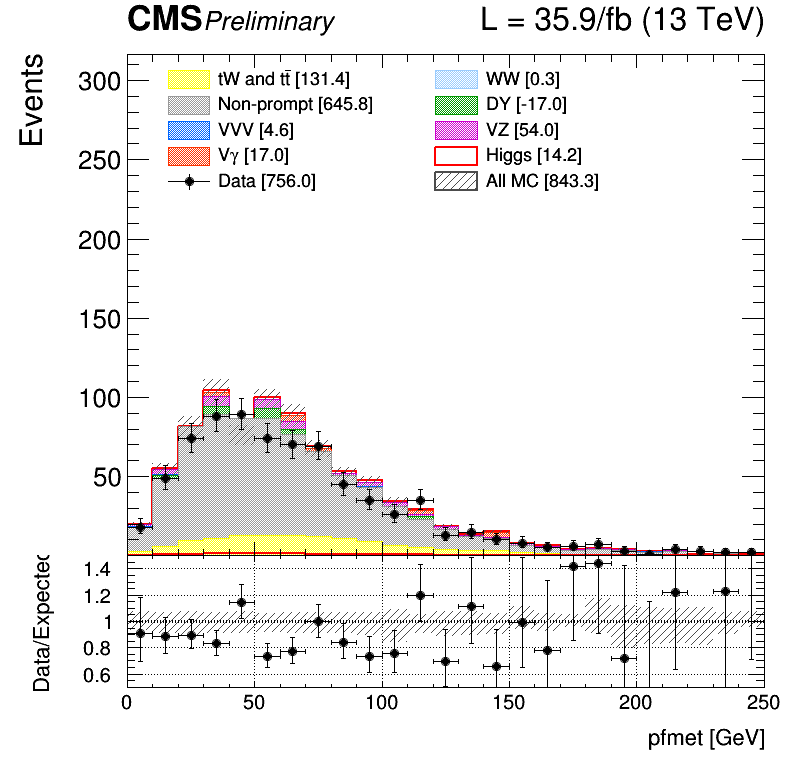 CMS Preliminary L = 35.9/fb (13 TeV)
Events
300
250
200
150
100
50
tW and tt̄ [131.4]
Non-prompt [645.8]
VVV [4.6]
Vγ [17.0]
Data [756.0]
WW [0.3]
DY [-17.0]
VZ [54.0]
Higgs [14.2]
All MC [843.3]
Data/Expected
1.4
1.2
1
0.8
0.6
0 50 100 150 200 250
pfmet [GeV]